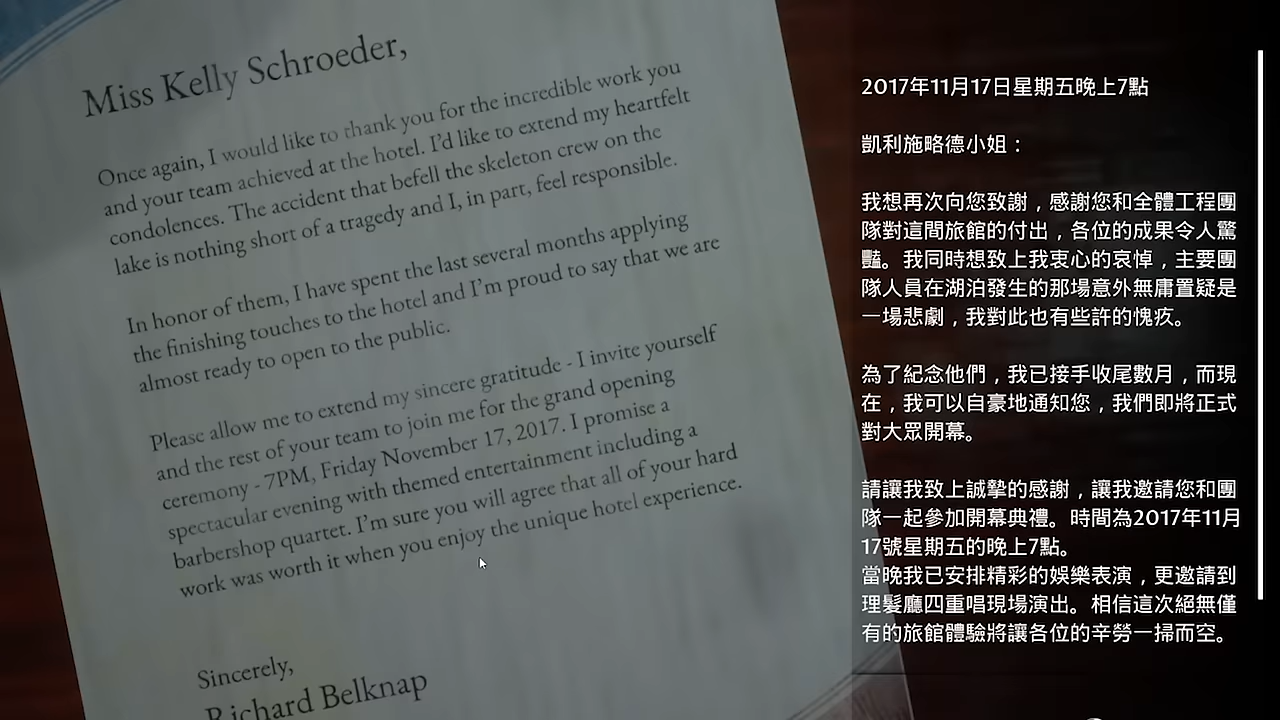 Miss Kelly Schroeder,
Once again, I would like to thank you for the incredible work you
and your team achieved at the hotel. I'd like to extend my heartfelt
condolences. The accident that befell the skeleton crew on the
lake is nothing short of a tragedy and I, in part, feel responsible.
In honor of them, I have spent the last several months applying
the finishing touches to the hotel and I'm proud to say that we are
almost ready to open to the public.
Please allow me to extend my sincere gratitude - I invite yourself
and the rest of your team to join me for the grand opening
ceremony - 7PM, Friday November 17, 2017. I promise a
spectacular evening with themed entertainment including a
barbershop quartet. I'm sure you will agree that all of your hard
work was worth it when you enjoy the unique hotel experience.
Sincerely,
Richard Belknap
2017年11月17日星期五晚上7點
凱利施略德小姐：
我想再次向您致謝，感謝您和全體工程團
隊對這間旅館的付出，各位的成果令人驚
豔。我同時想致上我衷心的哀悼，主要團
隊人員在湖泊發生的那場意外無庸置疑是
一場悲劇，我對此也有些許的愧疚。
為了紀念他們，我已接手收尾數月，而現
在，我可以自豪地通知您，我們即將正式
對大眾開幕。
請讓我致上誠摯的感謝，讓我邀請您和團
隊一起參加開幕典禮。時間為2017年11月
17號星期五的晚上7點。
當晚我已安排精彩的娛樂表演，更邀請到
理髮廳四重唱現場演出。相信這次絕無僅
有的旅館體驗將讓各位的辛勞一掃而空。